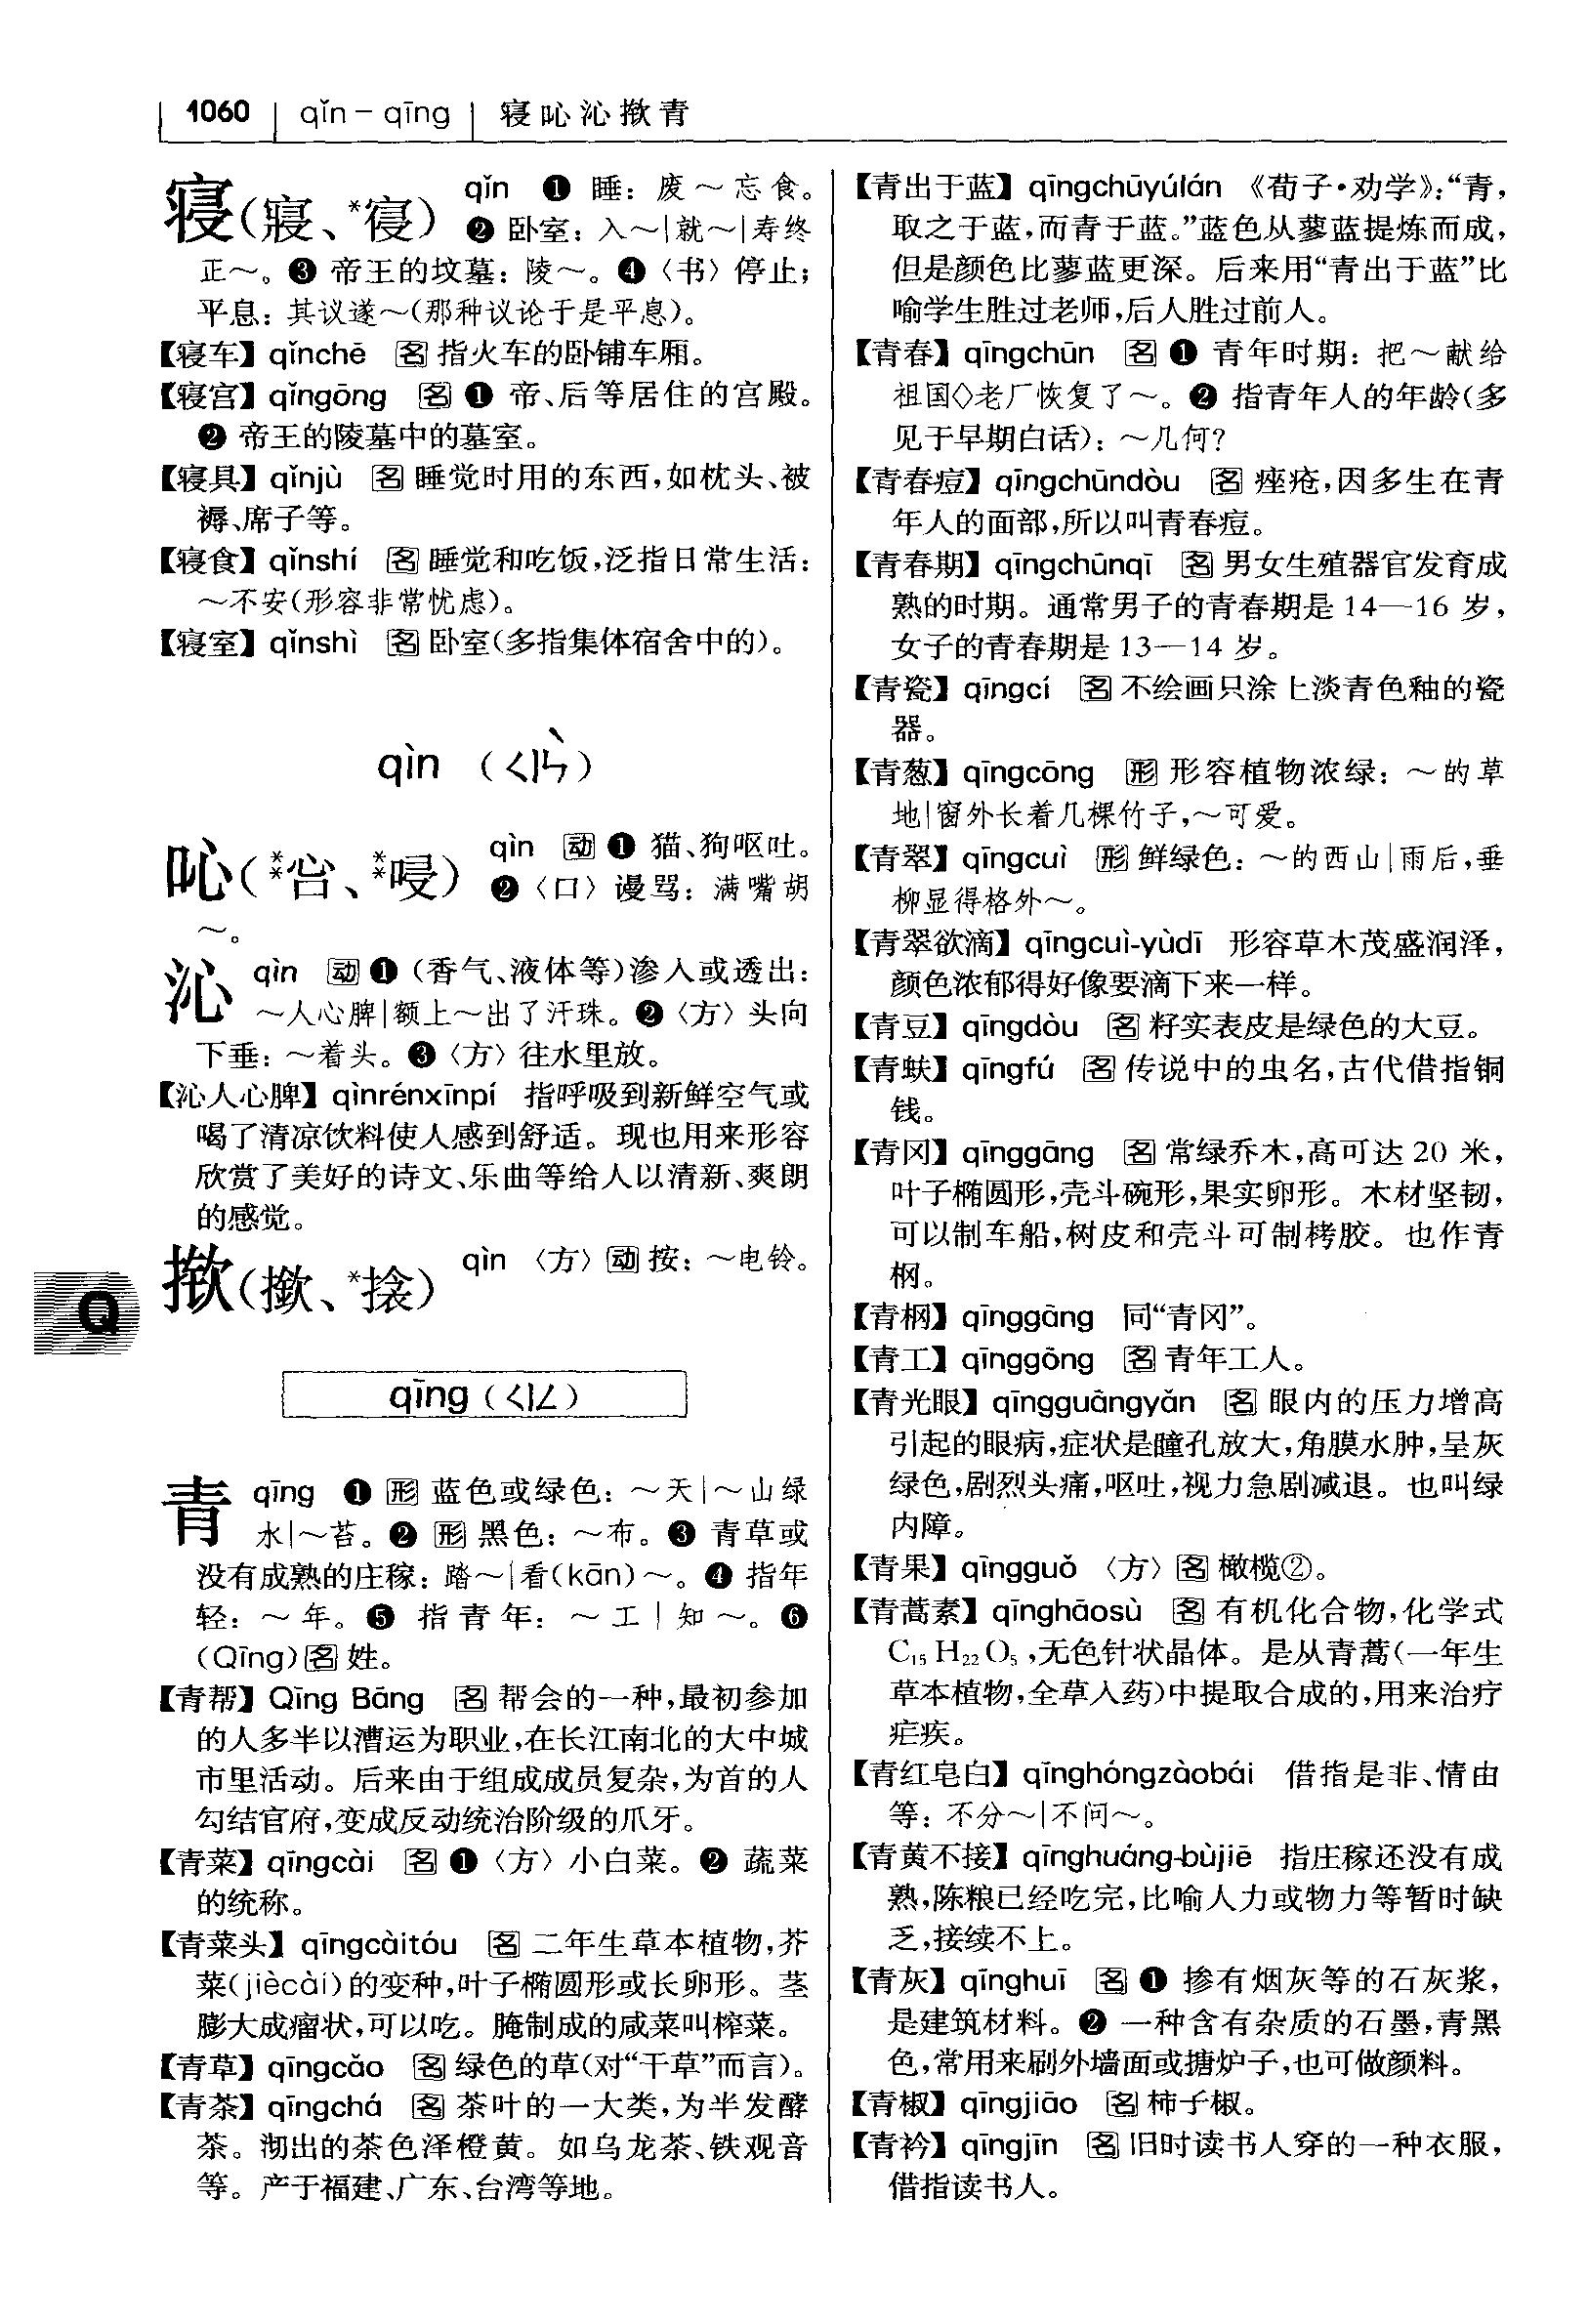 1060 qǐn－qīng 寝吣沁揿青
寝(寢、*寑) qǐn ❶ 睡：废～忘食。
❷ 卧室：入～|就～|寿终
正～。❸ 帝王的坟墓：陵～。❹〈书〉停止；
平息：其议遂～(那种议论于是平息)。
【寝车】qǐnchē 名 指火车的卧铺车厢。
【寝宫】qǐngōng 名 ❶ 帝、后等居住的宫殿。
❷ 帝王的陵墓中的墓室。
【寝具】qǐnjù 名 睡觉时用的东西，如枕头、被
褥、席子等。
【寝食】qǐnshí 名 睡觉和吃饭，泛指日常生活：
～不安(形容非常忧虑)。
【寝室】qǐnshì 名 卧室(多指集体宿舍中的)。
qìn （ㄑㄧㄣˋ）
吣(**㕋、**唚) qìn 动 ❶ 猫、狗呕吐。
❷〈口〉谩骂：满嘴胡
～。
沁 qìn 动 ❶ (香气、液体等)渗入或透出：
～人心脾|额上～出了汗珠。❷〈方〉头向
下垂：～着头。❸〈方〉往水里放。
【沁人心脾】qìnrénxīnpí 指呼吸到新鲜空气或
喝了清凉饮料使人感到舒适。现也用来形容
欣赏了美好的诗文、乐曲等给人以清新、爽朗
的感觉。
揿(撳、*搇) qìn〈方〉动 按：～电铃。
Q
qīng（ㄑㄧㄥ）
青 qīng ❶ 形 蓝色或绿色：～天|～山绿
水|～苔。❷ 形 黑色：～布。❸ 青草或
没有成熟的庄稼：踏～|看(kān)～。❹ 指年
轻：～年。❺ 指青年：～工|知～。❻
(Qīng)名 姓。
【青帮】Qīng Bāng 名 帮会的一种，最初参加
的人多半以漕运为职业，在长江南北的大中城
市里活动。后来由于组成成员复杂，为首的人
勾结官府，变成反动统治阶级的爪牙。
【青菜】qīngcài 名 ❶〈方〉小白菜。❷ 蔬菜
的统称。
【青菜头】qīngcàitóu 名 二年生草本植物，芥
菜(jiècài)的变种，叶子椭圆形或长卵形。茎
膨大成瘤状，可以吃。腌制成的咸菜叫榨菜。
【青草】qīngcǎo 名 绿色的草(对“干草”而言)。
【青茶】qīngchá 名 茶叶的一大类，为半发酵
茶。沏出的茶色泽橙黄。如乌龙茶、铁观音
等。产于福建、广东、台湾等地。
【青出于蓝】qīngchūyúlán 《荀子·劝学》：“青，
取之于蓝，而青于蓝。”蓝色从蓼蓝提炼而成，
但是颜色比蓼蓝更深。后来用“青出于蓝”比
喻学生胜过老师，后人胜过前人。
【青春】qīngchūn 名 ❶ 青年时期：把～献给
祖国◇老厂恢复了～。❷ 指青年人的年龄(多
见于早期白话)：～几何？
【青春痘】qīngchūndòu 名 痤疮，因多生在青
年人的面部，所以叫青春痘。
【青春期】qīngchūnqī 名 男女生殖器官发育成
熟的时期。通常男子的青春期是 14—16 岁，
女子的青春期是 13—14 岁。
【青瓷】qīngcí 名 不绘画只涂上淡青色釉的瓷
器。
【青葱】qīngcōng 形 形容植物浓绿：～的草
地|窗外长着几棵竹子，～可爱。
【青翠】qīngcuì 形 鲜绿色：～的西山|雨后，垂
柳显得格外～。
【青翠欲滴】qīngcuì-yùdī 形容草木茂盛润泽，
颜色浓郁得好像要滴下来一样。
【青豆】qīngdòu 名 籽实表皮是绿色的大豆。
【青蚨】qīngfú 名 传说中的虫名，古代借指铜
钱。
【青冈】qīnggāng 名 常绿乔木，高可达 20 米，
叶子椭圆形，壳斗碗形，果实卵形。木材坚韧，
可以制车船，树皮和壳斗可制栲胶。也作青
㭎。
【青㭎】qīnggāng 同“青冈”。
【青工】qīnggōng 名 青年工人。
【青光眼】qīngguāngyǎn 名 眼内的压力增高
引起的眼病，症状是瞳孔放大，角膜水肿，呈灰
绿色，剧烈头痛，呕吐，视力急剧减退。也叫绿
内障。
【青果】qīngguǒ〈方〉名 橄榄②。
【青蒿素】qīnghāosù 名 有机化合物，化学式
C₁₅H₂₂O₅，无色针状晶体。是从青蒿(一年生
草本植物，全草入药)中提取合成的，用来治疗
疟疾。
【青红皂白】qīnghóngzàobái 借指是非、情由
等：不分～|不问～。
【青黄不接】qīnghuáng-bùjiē 指庄稼还没有成
熟，陈粮已经吃完，比喻人力或物力等暂时缺
乏，接续不上。
【青灰】qīnghuī 名 ❶ 掺有烟灰等的石灰浆，
是建筑材料。❷ 一种含有杂质的石墨，青黑
色，常用来刷外墙面或搪炉子，也可做颜料。
【青椒】qīngjiāo 名 柿子椒。
【青衿】qīngjīn 名 旧时读书人穿的一种衣服，
借指读书人。